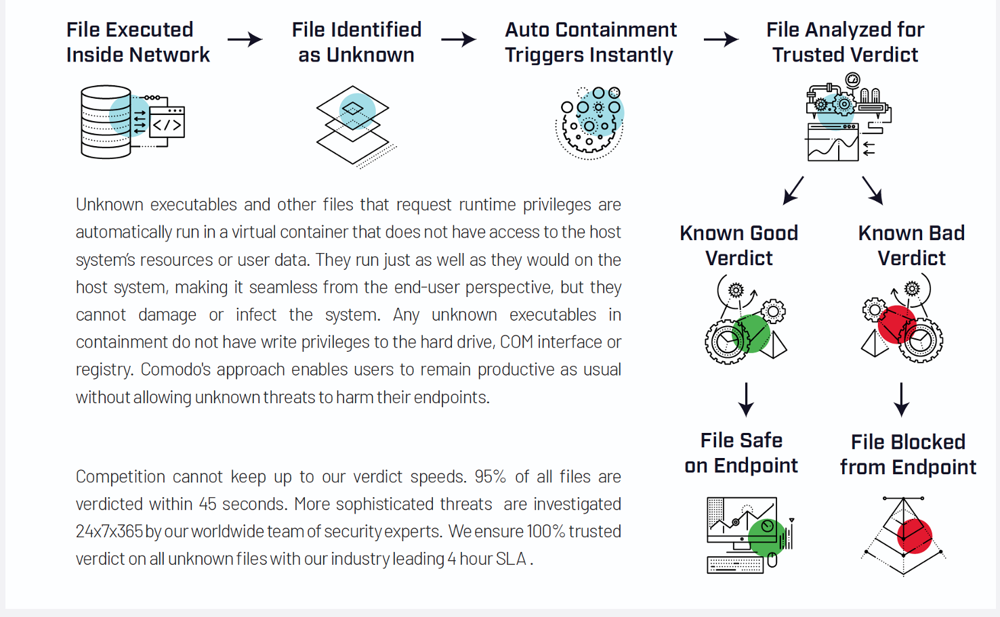 File Executed
Inside Network
File Identified
as Unknown
Auto Containment
Triggers Instantly
File Analyzed for
Trusted Verdict
</>
Unknown executables and other files that request runtime privileges are
automatically run in a virtual container that does not have access to the host
system's resources or user data. They run just as well as they would on the
host system, making it seamless from the end-user perspective, but they
cannot damage or infect the system. Any unknown executables in
containment do not have write privileges to the hard drive, COM interface or
registry. Comodo's approach enables users to remain productive as usual
without allowing unknown threats to harm their endpoints.
Competition cannot keep up to our verdict speeds. 95% of all files are
verdicted within 45 seconds. More sophisticated threats are investigated
24x7x365 by our worldwide team of security experts. We ensure 100% trusted
verdict on all unknown files with our industry leading 4 hour SLA .
Known Good
Verdict
Known Bad
Verdict
File Safe
on Endpoint
File Blocked
from Endpoint